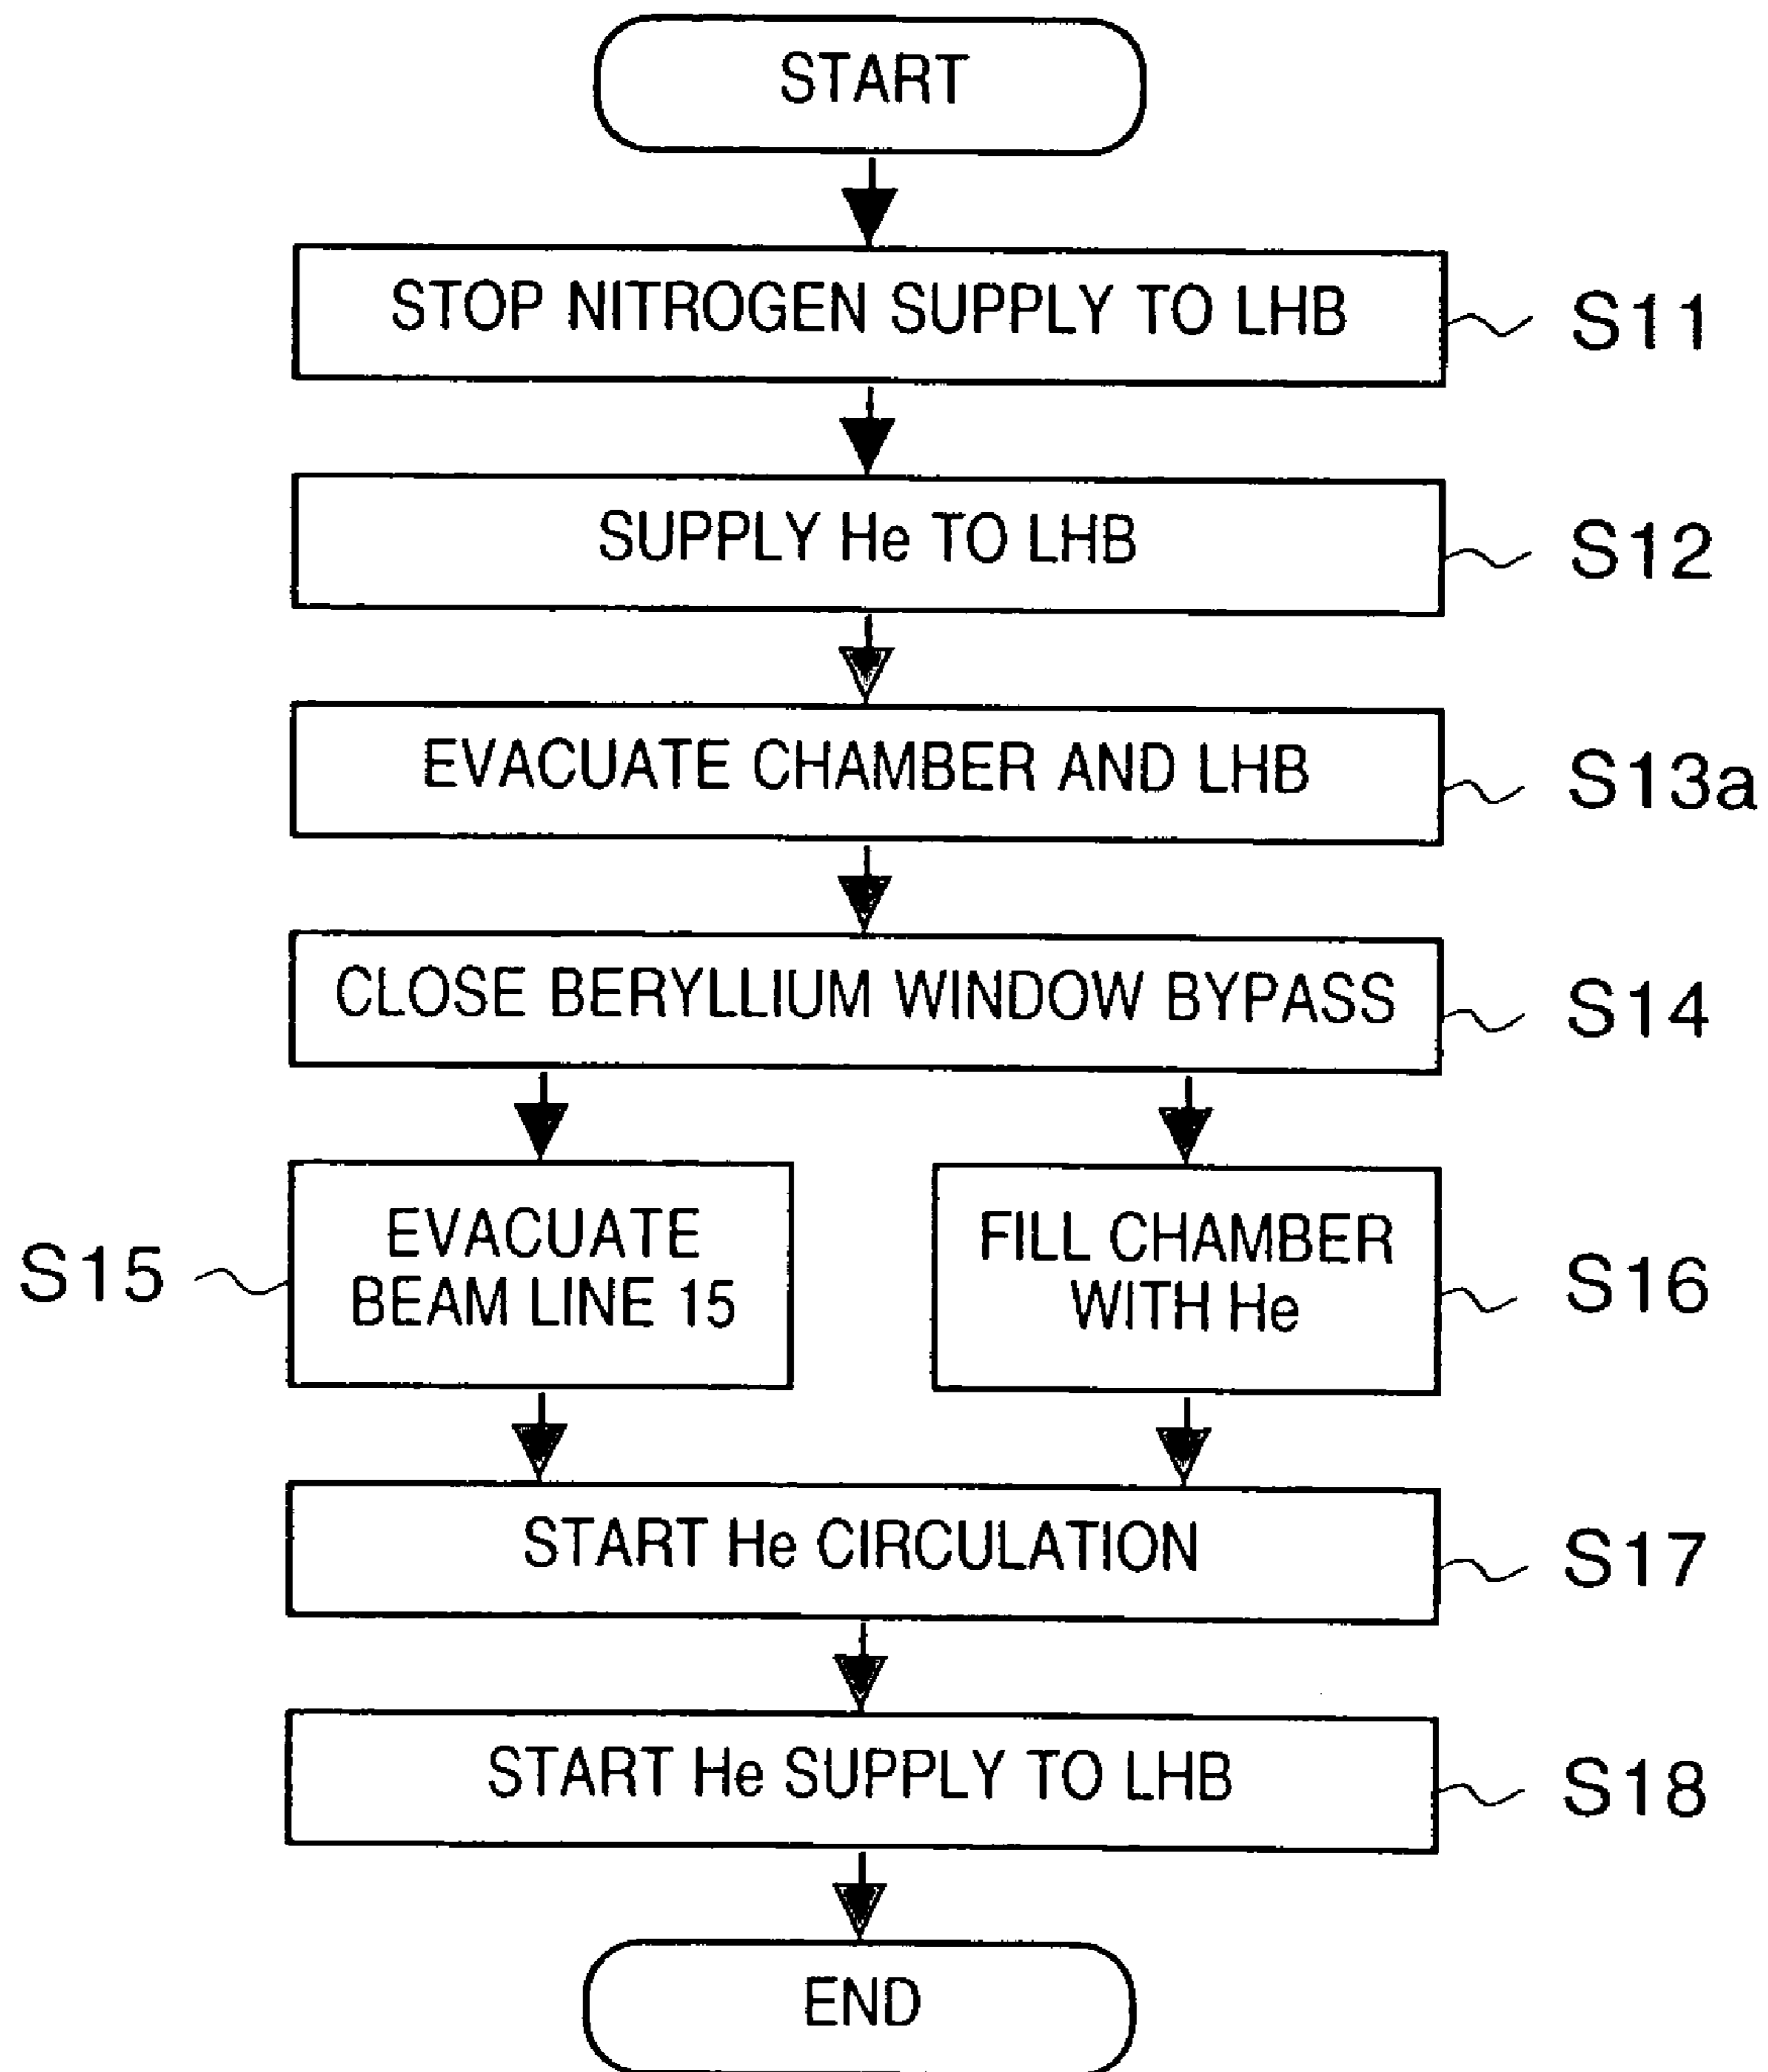 START
STOP NITROGEN SUPPLY TO LHB
S11
SUPPLY He TO LHB
S12
EVACUATE CHAMBER AND LHB
S13a
CLOSE BERYLLIUM WINDOW BYPASS
S14
S15
EVACUATE
BEAM LINE 15
FILL CHAMBER
WITH He
S16
START He CIRCULATION
S17
START He SUPPLY TO LHB
S18
END